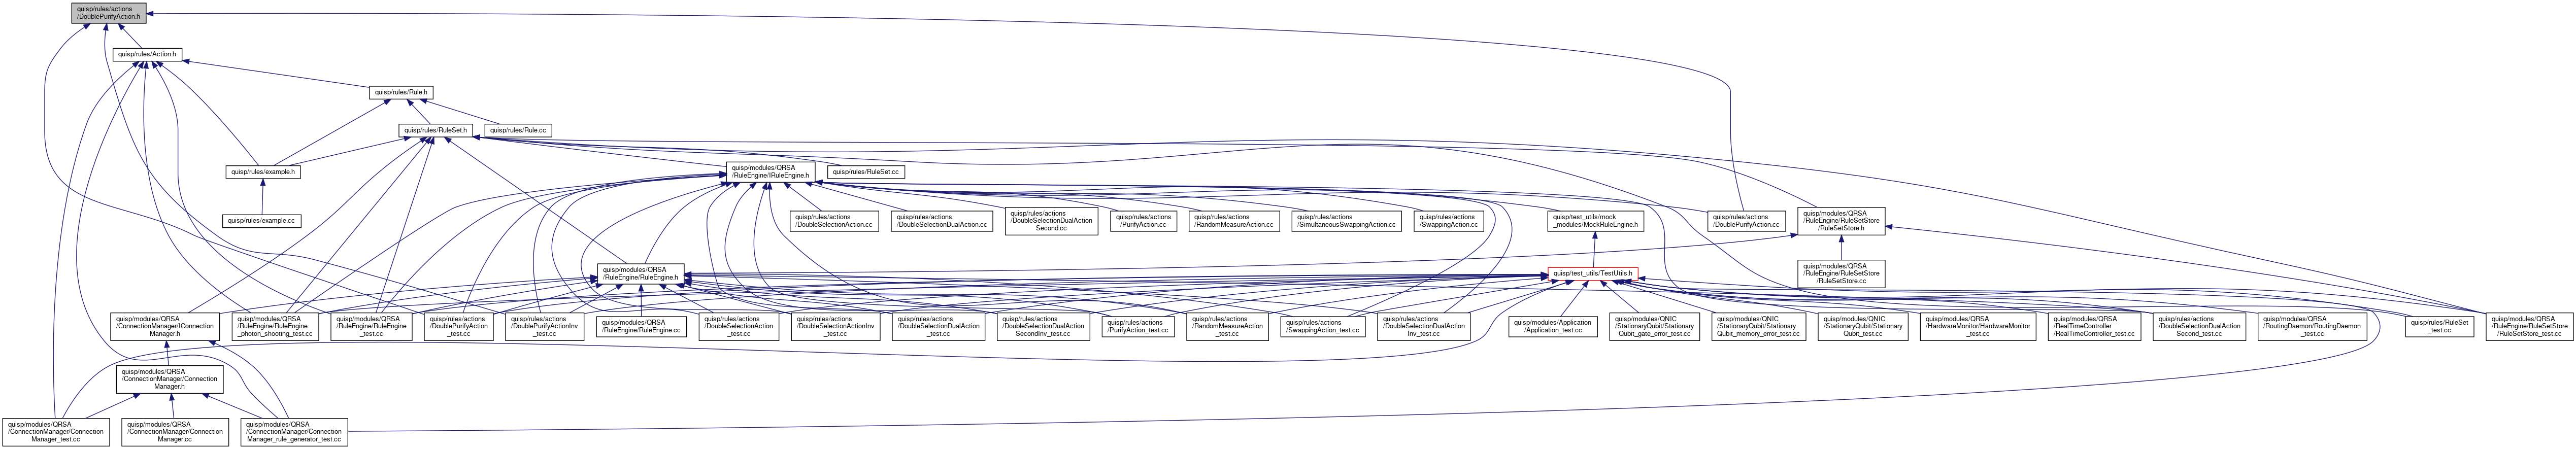 quisp/rules/actions
/DoublePurifyAction.h
quisp/rules/Action.h
quisp/rules/Rule.h
quisp/rules/RuleSet.h
quisp/rules/Rule.cc
quisp/rules/example.h
quisp/modules/QRSA
/RuleEngine/IRuleEngine.h
quisp/rules/RuleSet.cc
quisp/rules/example.cc
quisp/rules/actions
/DoubleSelectionAction.cc
quisp/rules/actions
/DoubleSelectionDualAction.cc
quisp/rules/actions
/DoubleSelectionDualAction
Second.cc
quisp/rules/actions
/PurifyAction.cc
quisp/rules/actions
/RandomMeasureAction.cc
quisp/rules/actions
/SimultaneousSwappingAction.cc
quisp/rules/actions
/SwappingAction.cc
quisp/test_utils/mock
_modules/MockRuleEngine.h
quisp/rules/actions
/DoublePurifyAction.cc
quisp/modules/QRSA
/RuleEngine/RuleSetStore
/RuleSetStore.h
quisp/modules/QRSA
/RuleEngine/RuleEngine.h
quisp/test_utils/TestUtils.h
quisp/modules/QRSA
/RuleEngine/RuleSetStore
/RuleSetStore.cc
quisp/modules/QRSA
/ConnectionManager/IConnection
Manager.h
quisp/modules/QRSA
/RuleEngine/RuleEngine
_photon_shooting_test.cc
quisp/modules/QRSA
/RuleEngine/RuleEngine
_test.cc
quisp/rules/actions
/DoublePurifyAction
_test.cc
quisp/rules/actions
/DoublePurifyActionInv
_test.cc
quisp/modules/QRSA
/RuleEngine/RuleEngine.cc
quisp/rules/actions
/DoubleSelectionAction
_test.cc
quisp/rules/actions
/DoubleSelectionActionInv
_test.cc
quisp/rules/actions
/DoubleSelectionDualAction
_test.cc
quisp/rules/actions
/DoubleSelectionDualAction
SecondInv_test.cc
quisp/rules/actions
/PurifyAction_test.cc
quisp/rules/actions
/RandomMeasureAction
_test.cc
quisp/rules/actions
/SwappingAction_test.cc
quisp/rules/actions
/DoubleSelectionDualAction
Inv_test.cc
quisp/modules/Application
/Application_test.cc
quisp/modules/QNIC
/StationaryQubit/Stationary
Qubit_gate_error_test.cc
quisp/modules/QNIC
/StationaryQubit/Stationary
Qubit_memory_error_test.cc
quisp/modules/QNIC
/StationaryQubit/Stationary
Qubit_test.cc
quisp/modules/QRSA
/HardwareMonitor/HardwareMonitor
_test.cc
quisp/modules/QRSA
/RealTimeController
/RealTimeController_test.cc
quisp/rules/actions
/DoubleSelectionDualAction
Second_test.cc
quisp/modules/QRSA
/RoutingDaemon/RoutingDaemon
_test.cc
quisp/rules/RuleSet
_test.cc
quisp/modules/QRSA
/RuleEngine/RuleSetStore
/RuleSetStore_test.cc
quisp/modules/QRSA
/ConnectionManager/Connection
Manager.h
quisp/modules/QRSA
/ConnectionManager/Connection
Manager_test.cc
quisp/modules/QRSA
/ConnectionManager/Connection
Manager.cc
quisp/modules/QRSA
/ConnectionManager/Connection
Manager_rule_generator_test.cc